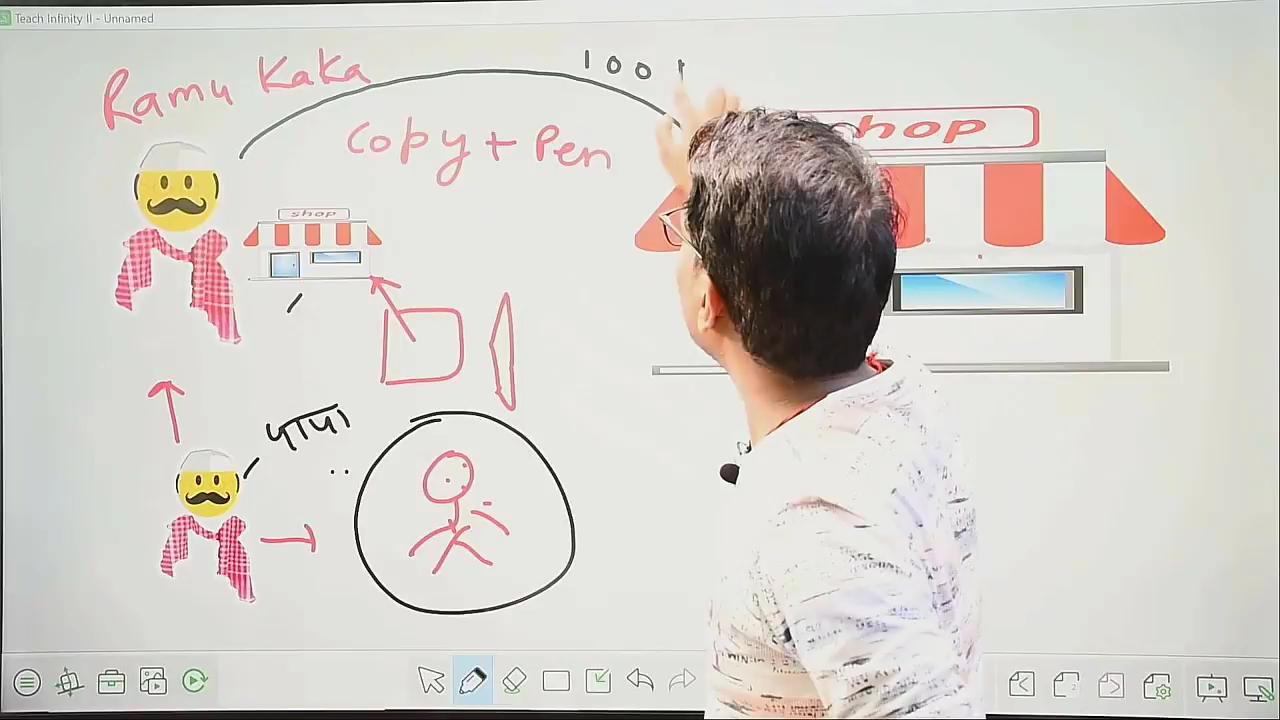 Teach Infinity II - Unnamed
Ramu Kaka
100
Copy + Pen
hop
shop
पापा